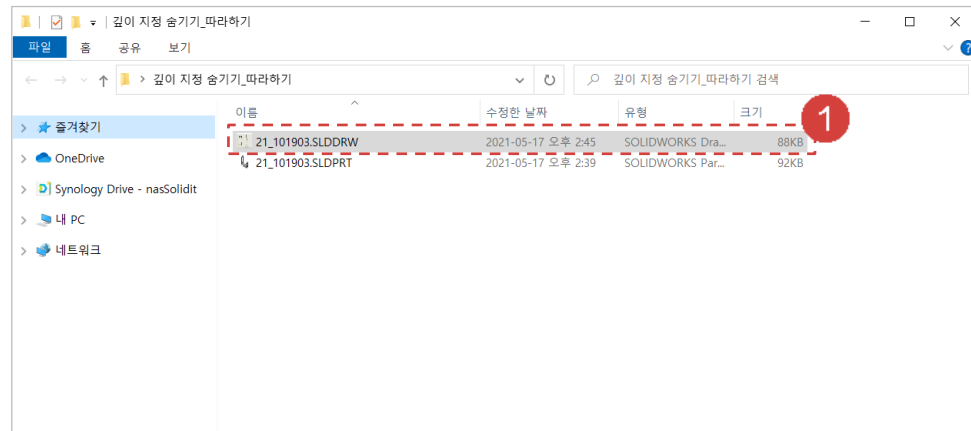 깊이 지정 숨기기_따라하기
파일 홈 공유 보기
깊이 지정 숨기기_따라하기 깊이 지정 숨기기_따라하기 검색
이름 수정한 날짜 유형 크기
1
즐겨찾기
21_101903.SLDDRW 2021-05-17 오후 2:45 SOLIDWORKS Dra... 88KB
OneDrive
21_101903.SLDPRT 2021-05-17 오후 2:39 SOLIDWORKS Par... 92KB
Synology Drive - nasSolidit
내 PC
네트워크